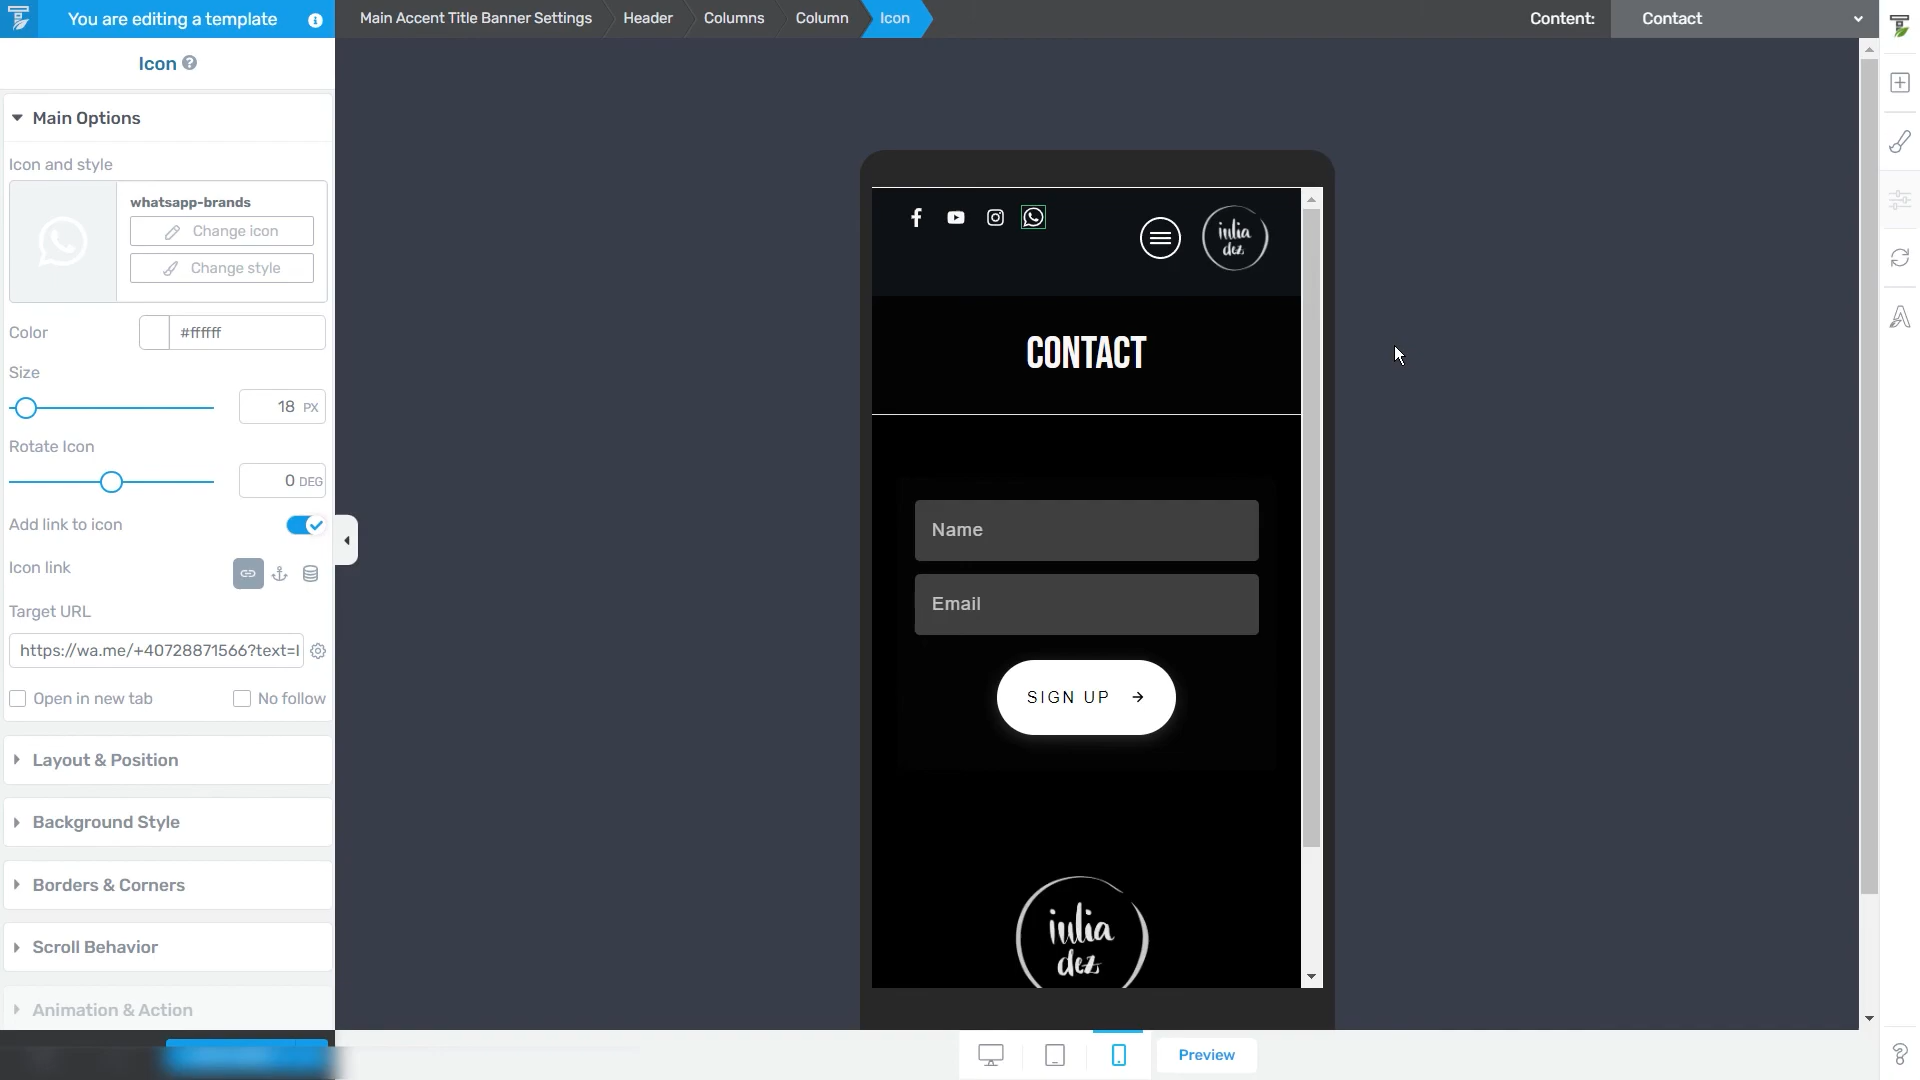 You are editing a template
Main Accent Title Banner Settings
Header
Columns
Column
Icon
Content:
Contact
Icon
Main Options
Icon and style
whatsapp-brands
Change icon
Change style
Color
#ffffff
Size
18 PX
Rotate Icon
0 DEG
Add link to icon
Icon link
Target URL
https://wa.me/+40728871566?text=I
Open in new tab
No follow
Layout & Position
Background Style
Borders & Corners
Scroll Behavior
Animation & Action
iulia
dez
CONTACT
Name
Email
SIGN UP
iulia
dez
Preview